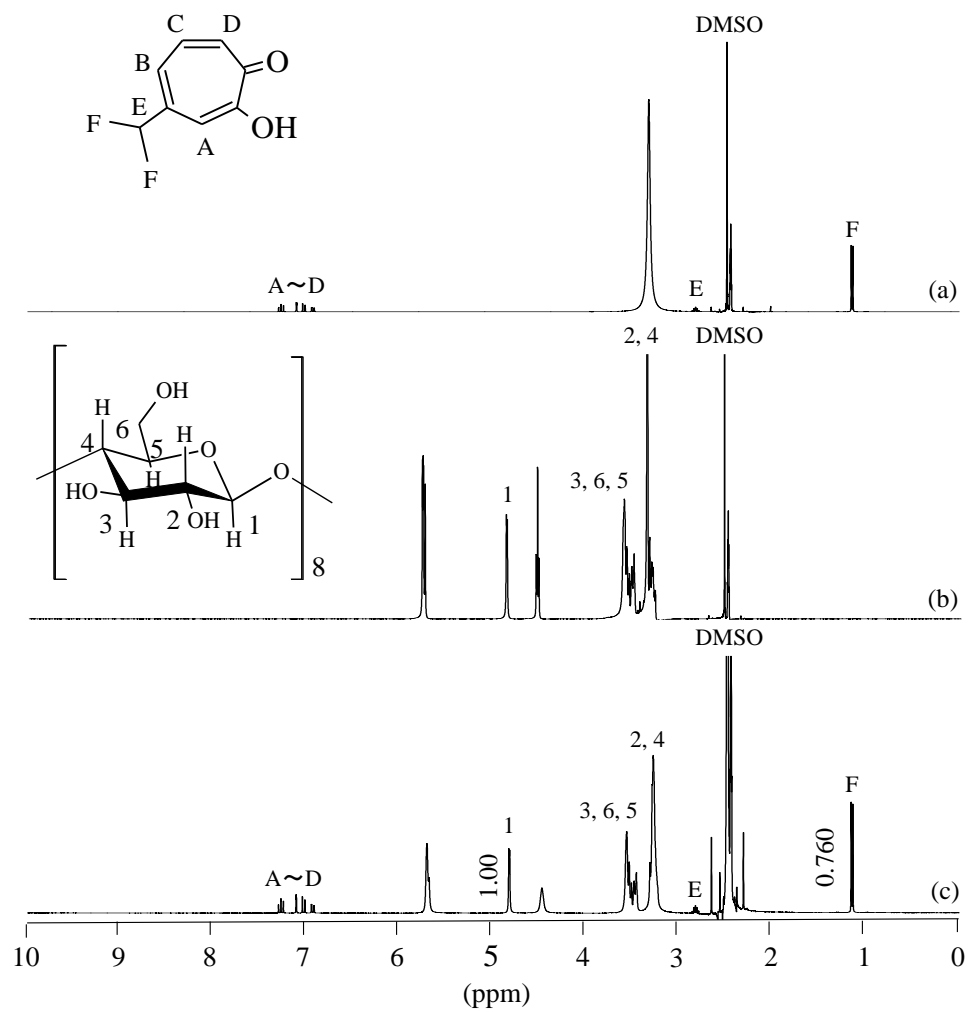 C D
B
O
E
F
A
OH
F
DMSO
A～D
E
F
(a)
2, 4
DMSO
OH
H
6
H
4
5
O
H
O
HO
3
2
OH
H
1
H
8
1
3, 6, 5
(b)
DMSO
2, 4
3, 6, 5
1
1.00
A～D
E
F
0.760
(c)
10 9 8 7 6 5 4 3 2 1 0
(ppm)